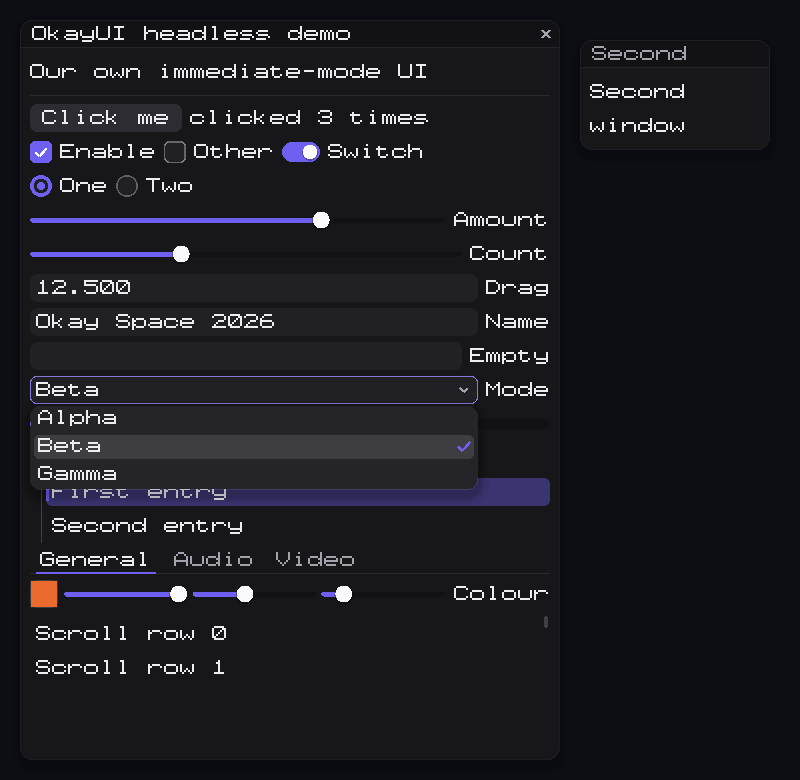 OkayUI headless demo
Our own immediate-mode UI
Click me clicked 3 times
Enable Other Switch
One Two
Amount
Count
12.500 Drag
Okay Space 2026 Name
Empty
Beta Mode
Alpha
Beta
Gamma
First entry
Second entry
General Audio Video
Colour
Scroll row 0
Scroll row 1
Second
Second
window